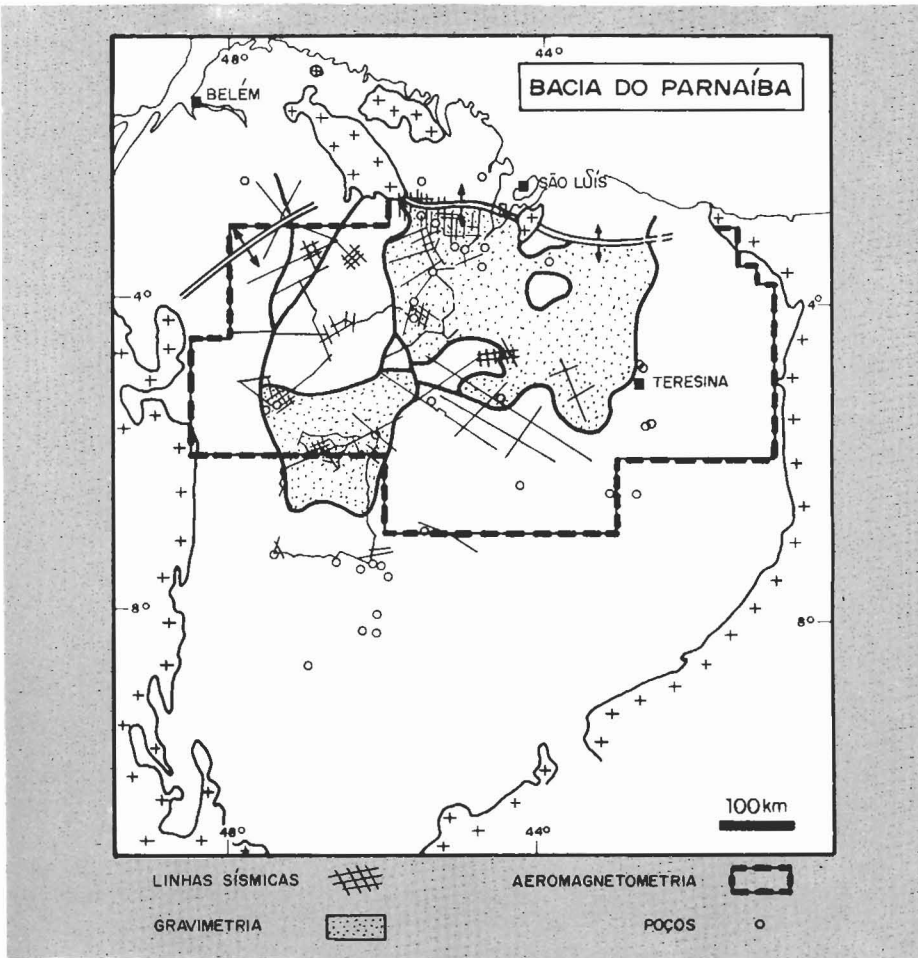 48°
44°
BACIA DO PARNAÍBA
BELÉM
SÃO LUÍS
4°
4°
TERESINA
8°
8°
100 km
48°
44°
LINHAS SÍSMICAS
AEROMAGNETOMETRIA
GRAVIMETRIA
POÇOS